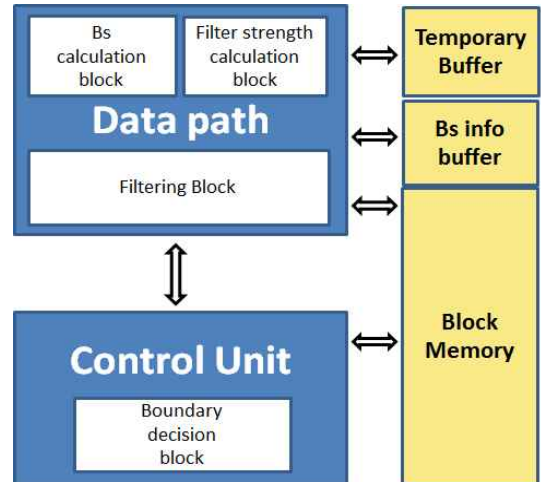 Bs
calculation
block
Filter strength
calculation
block
Data path
Filtering Block
Temporary
Buffer
Bs info
buffer
Block
Memory
Control Unit
Boundary
decision
block